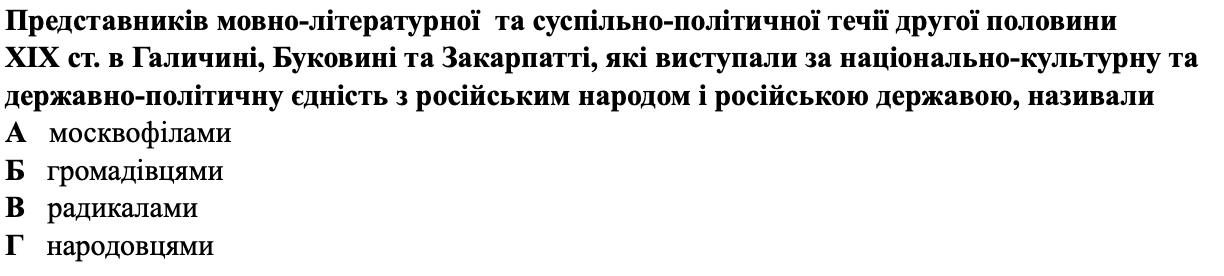 Представників мовно-літературної та суспільно-політичної течії другої половини
XIX ст. в Галичині, Буковині та Закарпатті, які виступали за національно-культурну та
державно-політичну єдність з російським народом і російською державою, називали
А москвофілами
Б громадівцями
В радикалами
Г народовцями